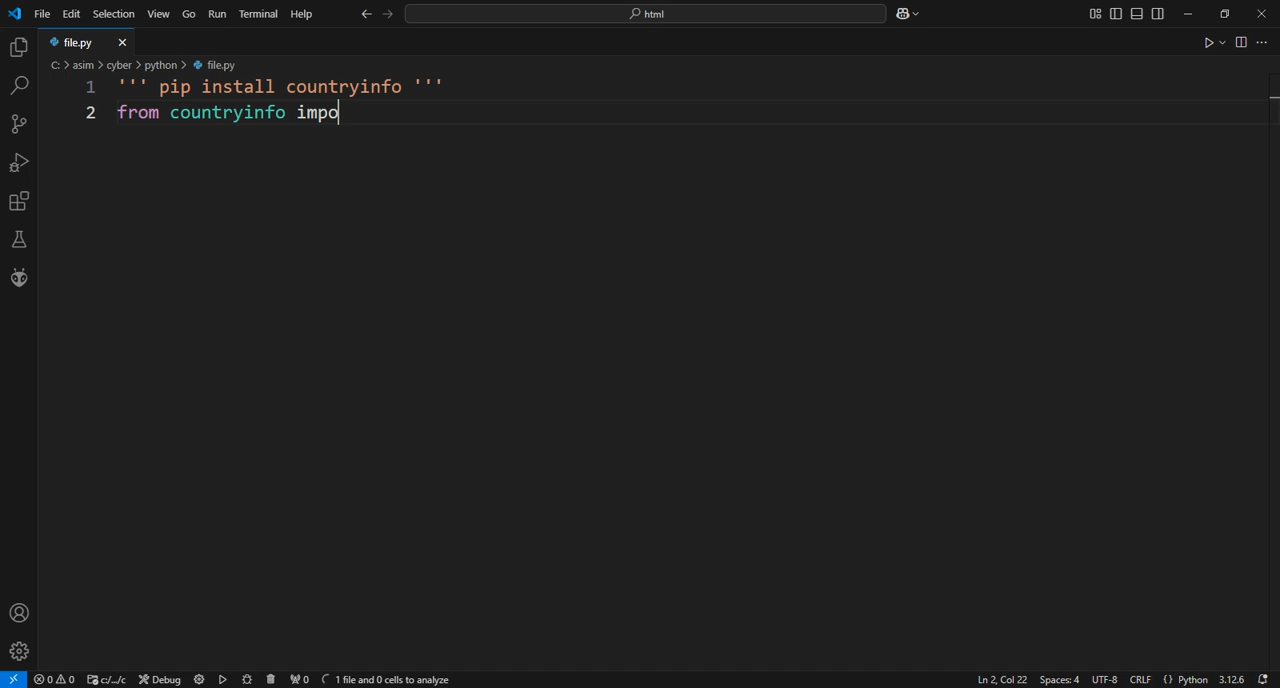 File Edit Selection View Go Run Terminal Help html
file.py
C: > asim > cyber > python > file.py
1 ''' pip install countryinfo '''
2 from countryinfo impo
0 0 c:/.../c Debug 0 1 file and 0 cells to analyze Ln 2, Col 22 Spaces: 4 UTF-8 CRLF {} Python 3.12.6